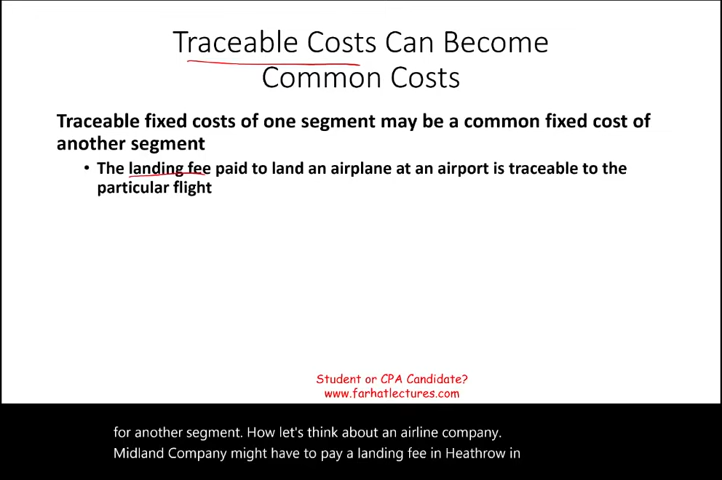 Traceable Costs Can Become
Common Costs
Traceable fixed costs of one segment may be a common fixed cost of
another segment
• The landing fee paid to land an airplane at an airport is traceable to the
particular flight
Student or CPA Candidate?
www.farhatlectures.com
for another segment. How let's think about an airline company.
Midland Company might have to pay a landing fee in Heathrow in